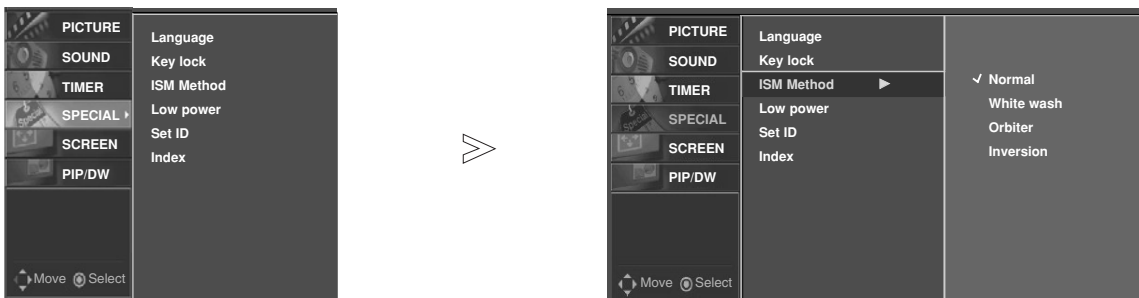 PICTURE
SOUND
TIMER
SPECIAL
SCREEN
PIP/DW
Move Select
Language
Key lock
ISM Method
Low power
Set ID
Index
PICTURE
SOUND
TIMER
SPECIAL
SCREEN
PIP/DW
Move Select
Language
Key lock
ISM Method
Low power
Set ID
Index
Normal
White wash
Orbiter
Inversion